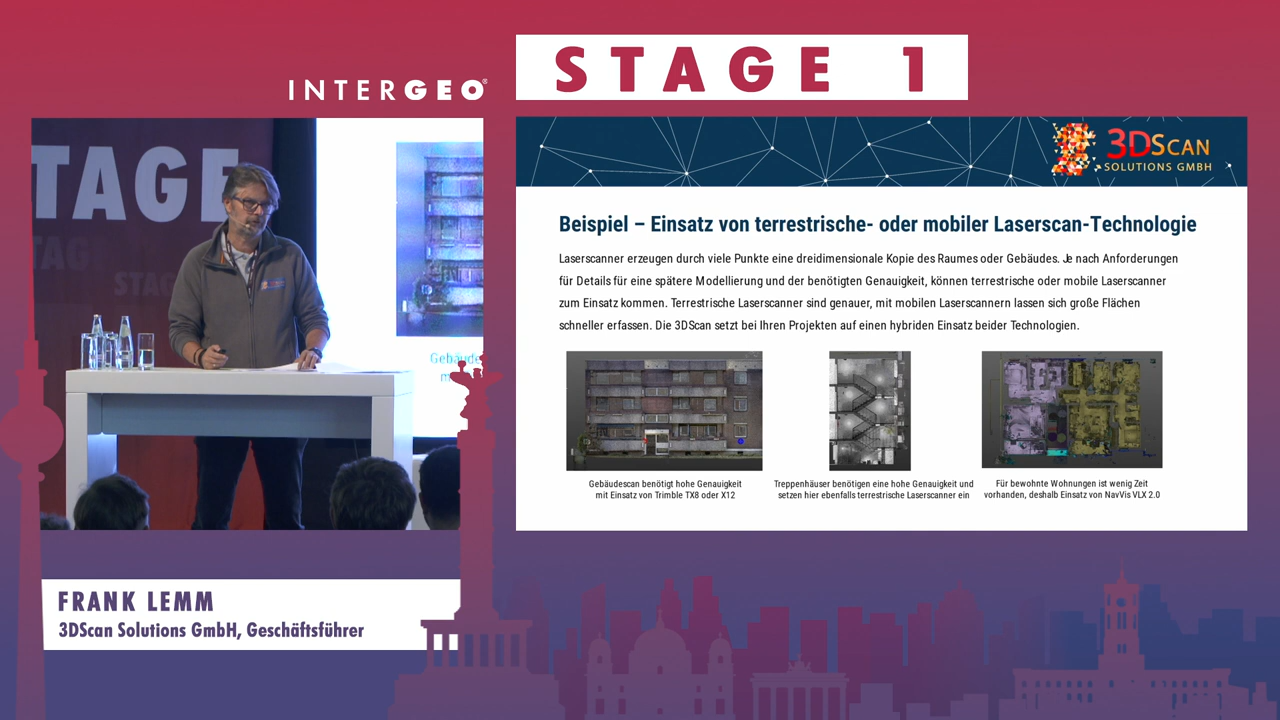 STAGE 1
INTERGEO®
TAGE
STAG
3DSCAN
SOLUTIONS GMBH
Beispiel – Einsatz von terrestrische- oder mobiler Laserscan-Technologie
Laserscanner erzeugen durch viele Punkte eine dreidimensionale Kopie des Raumes oder Gebäudes. Je nach Anforderungen
für Details für eine spätere Modellierung und der benötigten Genauigkeit, können terrestrische oder mobile Laserscanner
zum Einsatz kommen. Terrestrische Laserscanner sind genauer, mit mobilen Laserscannern lassen sich große Flächen
schneller erfassen. Die 3DScan setzt bei Ihren Projekten auf einen hybriden Einsatz beider Technologien.
Gebäudescan benötigt hohe Genauigkeit
mit Einsatz von Trimble TX8 oder X12
Treppenhäuser benötigen eine hohe Genauigkeit und
setzen hier ebenfalls terrestrische Laserscanner ein
Für bewohnte Wohnungen ist wenig Zeit
vorhanden, deshalb Einsatz von NavVis VLX 2.0
FRANK LEMM
3DScan Solutions GmbH, Geschäftsführer